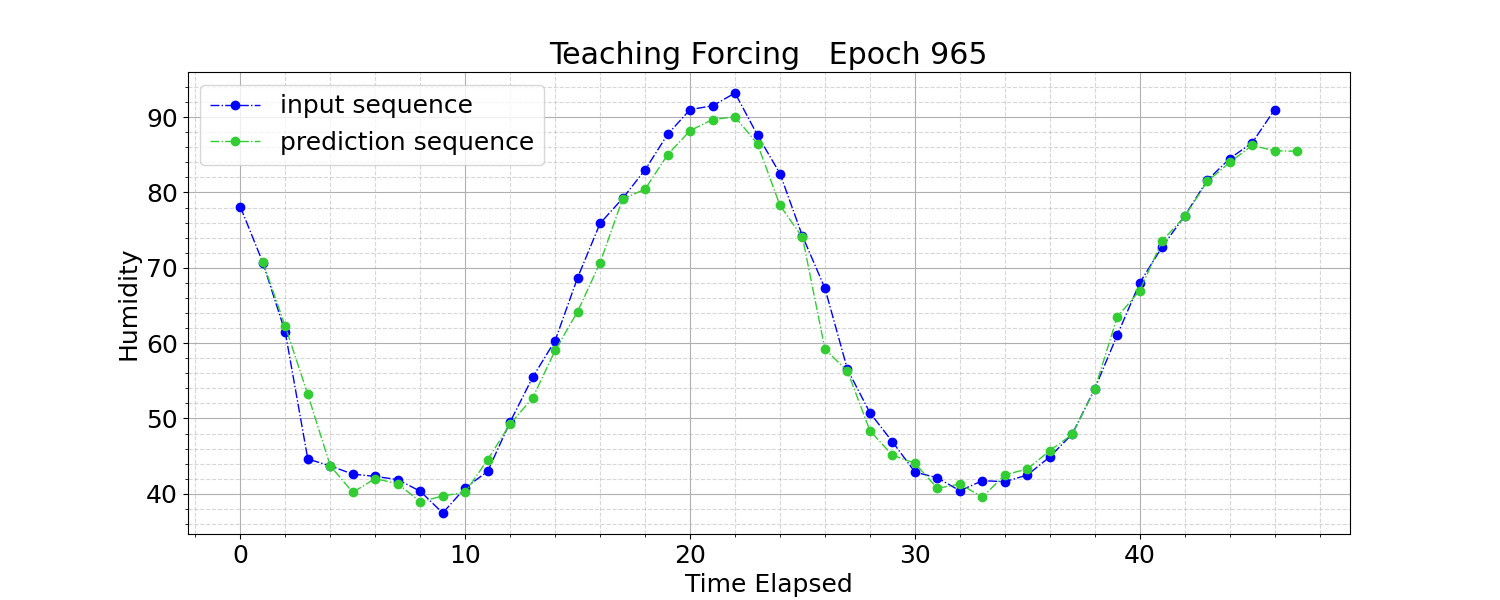 Teaching Forcing   Epoch 965
input sequence
prediction sequence
Humidity
90
80
70
60
50
40
0 10 20 30 40
Time Elapsed